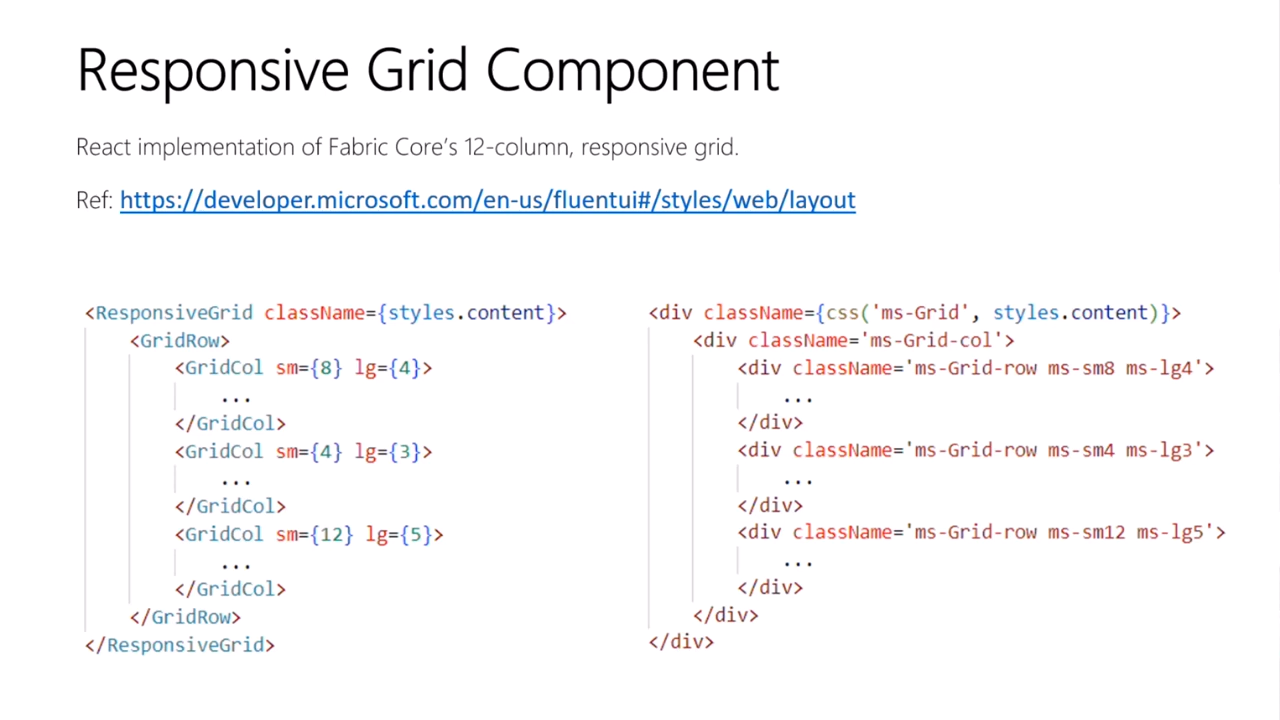 Responsive Grid Component
React implementation of Fabric Core's 12-column, responsive grid.
Ref: https://developer.microsoft.com/en-us/fluentui#/styles/web/layout
<ResponsiveGrid className={styles.content}>
<GridRow>
<GridCol sm={8} lg={4}>
...
</GridCol>
<GridCol sm={4} lg={3}>
...
</GridCol>
<GridCol sm={12} lg={5}>
...
</GridCol>
</GridRow>
</ResponsiveGrid>
<div className={css('ms-Grid', styles.content)}>
<div className='ms-Grid-col'>
<div className='ms-Grid-row ms-sm8 ms-lg4'>
...
</div>
<div className='ms-Grid-row ms-sm4 ms-lg3'>
...
</div>
<div className='ms-Grid-row ms-sm12 ms-lg5'>
...
</div>
</div>
</div>